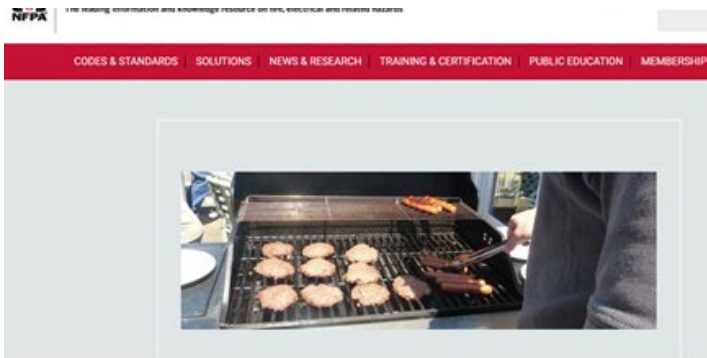 NFPA
The leading information and knowledge resource on fire, electrical and related hazards
CODES & STANDARDS | SOLUTIONS | NEWS & RESEARCH | TRAINING & CERTIFICATION | PUBLIC EDUCATION | MEMBERSHIP